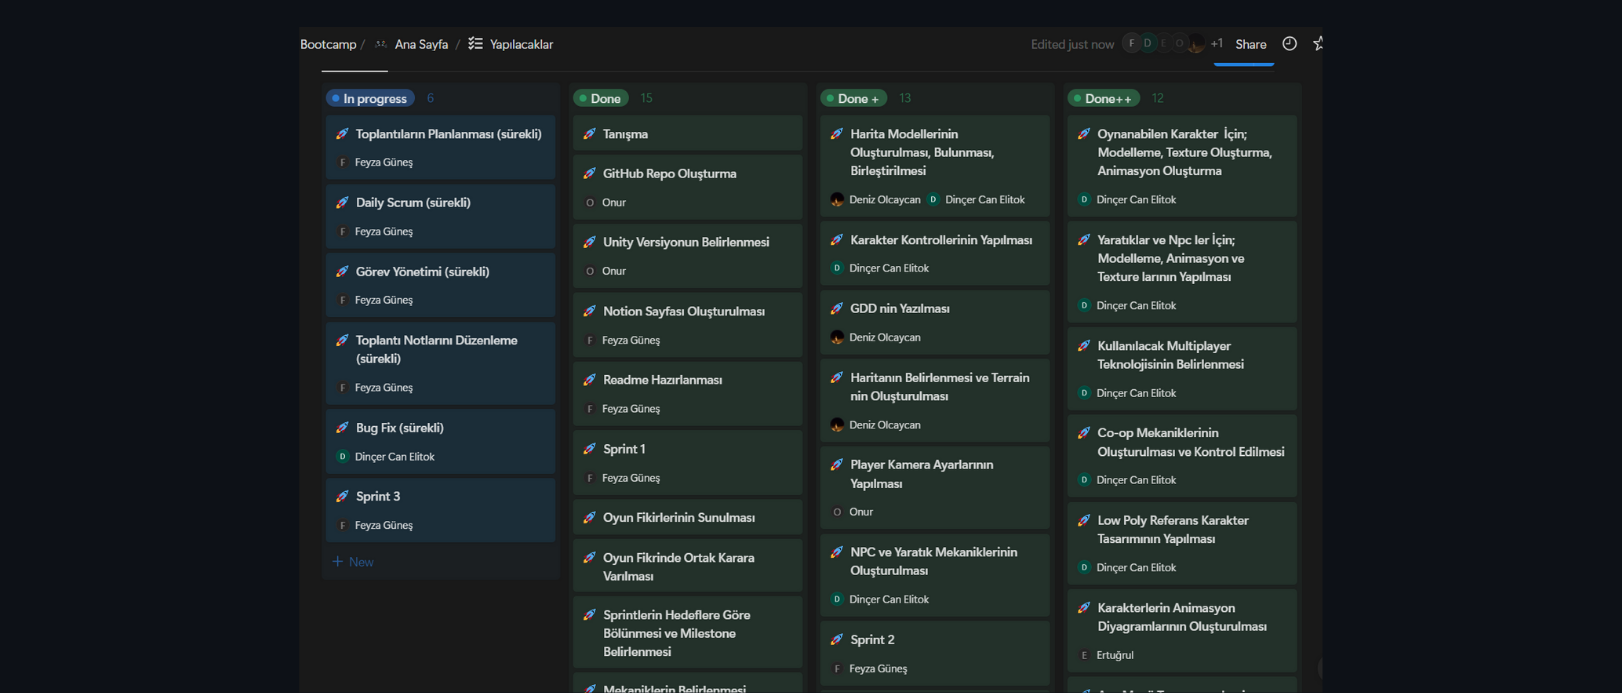 Bootcamp / Ana Sayfa / Yapılacaklar
Edited just now F D E O +1 Share
In progress 6
Toplantıların Planlanması (sürekli)
F Feyza Güneş
Daily Scrum (sürekli)
F Feyza Güneş
Görev Yönetimi (sürekli)
F Feyza Güneş
Toplantı Notlarını Düzenleme
(sürekli)
F Feyza Güneş
Bug Fix (sürekli)
D Dinçer Can Elitok
Sprint 3
F Feyza Güneş
+ New
Done 15
Tanışma
GitHub Repo Oluşturma
O Onur
Unity Versiyonun Belirlenmesi
O Onur
Notion Sayfası Oluşturulması
F Feyza Güneş
Readme Hazırlanması
F Feyza Güneş
Sprint 1
F Feyza Güneş
Oyun Fikirlerinin Sunulması
Oyun Fikrinde Ortak Karara
Varılması
Sprintlerin Hedeflere Göre
Bölünmesi ve Milestone
Belirlenmesi
Mekaniklerin Belirlenmesi
Done + 13
Harita Modellerinin
Oluşturulması, Bulunması,
Birleştirilmesi
Deniz Olcaycan D Dinçer Can Elitok
Karakter Kontrollerinin Yapılması
D Dinçer Can Elitok
GDD nin Yazılması
Deniz Olcaycan
Haritanın Belirlenmesi ve Terrain
nin Oluşturulması
Deniz Olcaycan
Player Kamera Ayarlarının
Yapılması
O Onur
NPC ve Yaratık Mekaniklerinin
Oluşturulması
D Dinçer Can Elitok
Sprint 2
F Feyza Güneş
Done++ 12
Oynanabilen Karakter İçin;
Modelleme, Texture Oluşturma,
Animasyon Oluşturma
D Dinçer Can Elitok
Yaratıklar ve Npc ler İçin;
Modelleme, Animasyon ve
Texture larının Yapılması
D Dinçer Can Elitok
Kullanılacak Multiplayer
Teknolojisinin Belirlenmesi
D Dinçer Can Elitok
Co-op Mekaniklerinin
Oluşturulması ve Kontrol Edilmesi
D Dinçer Can Elitok
Low Poly Referans Karakter
Tasarımının Yapılması
D Dinçer Can Elitok
Karakterlerin Animasyon
Diyagramlarının Oluşturulması
E Ertuğrul